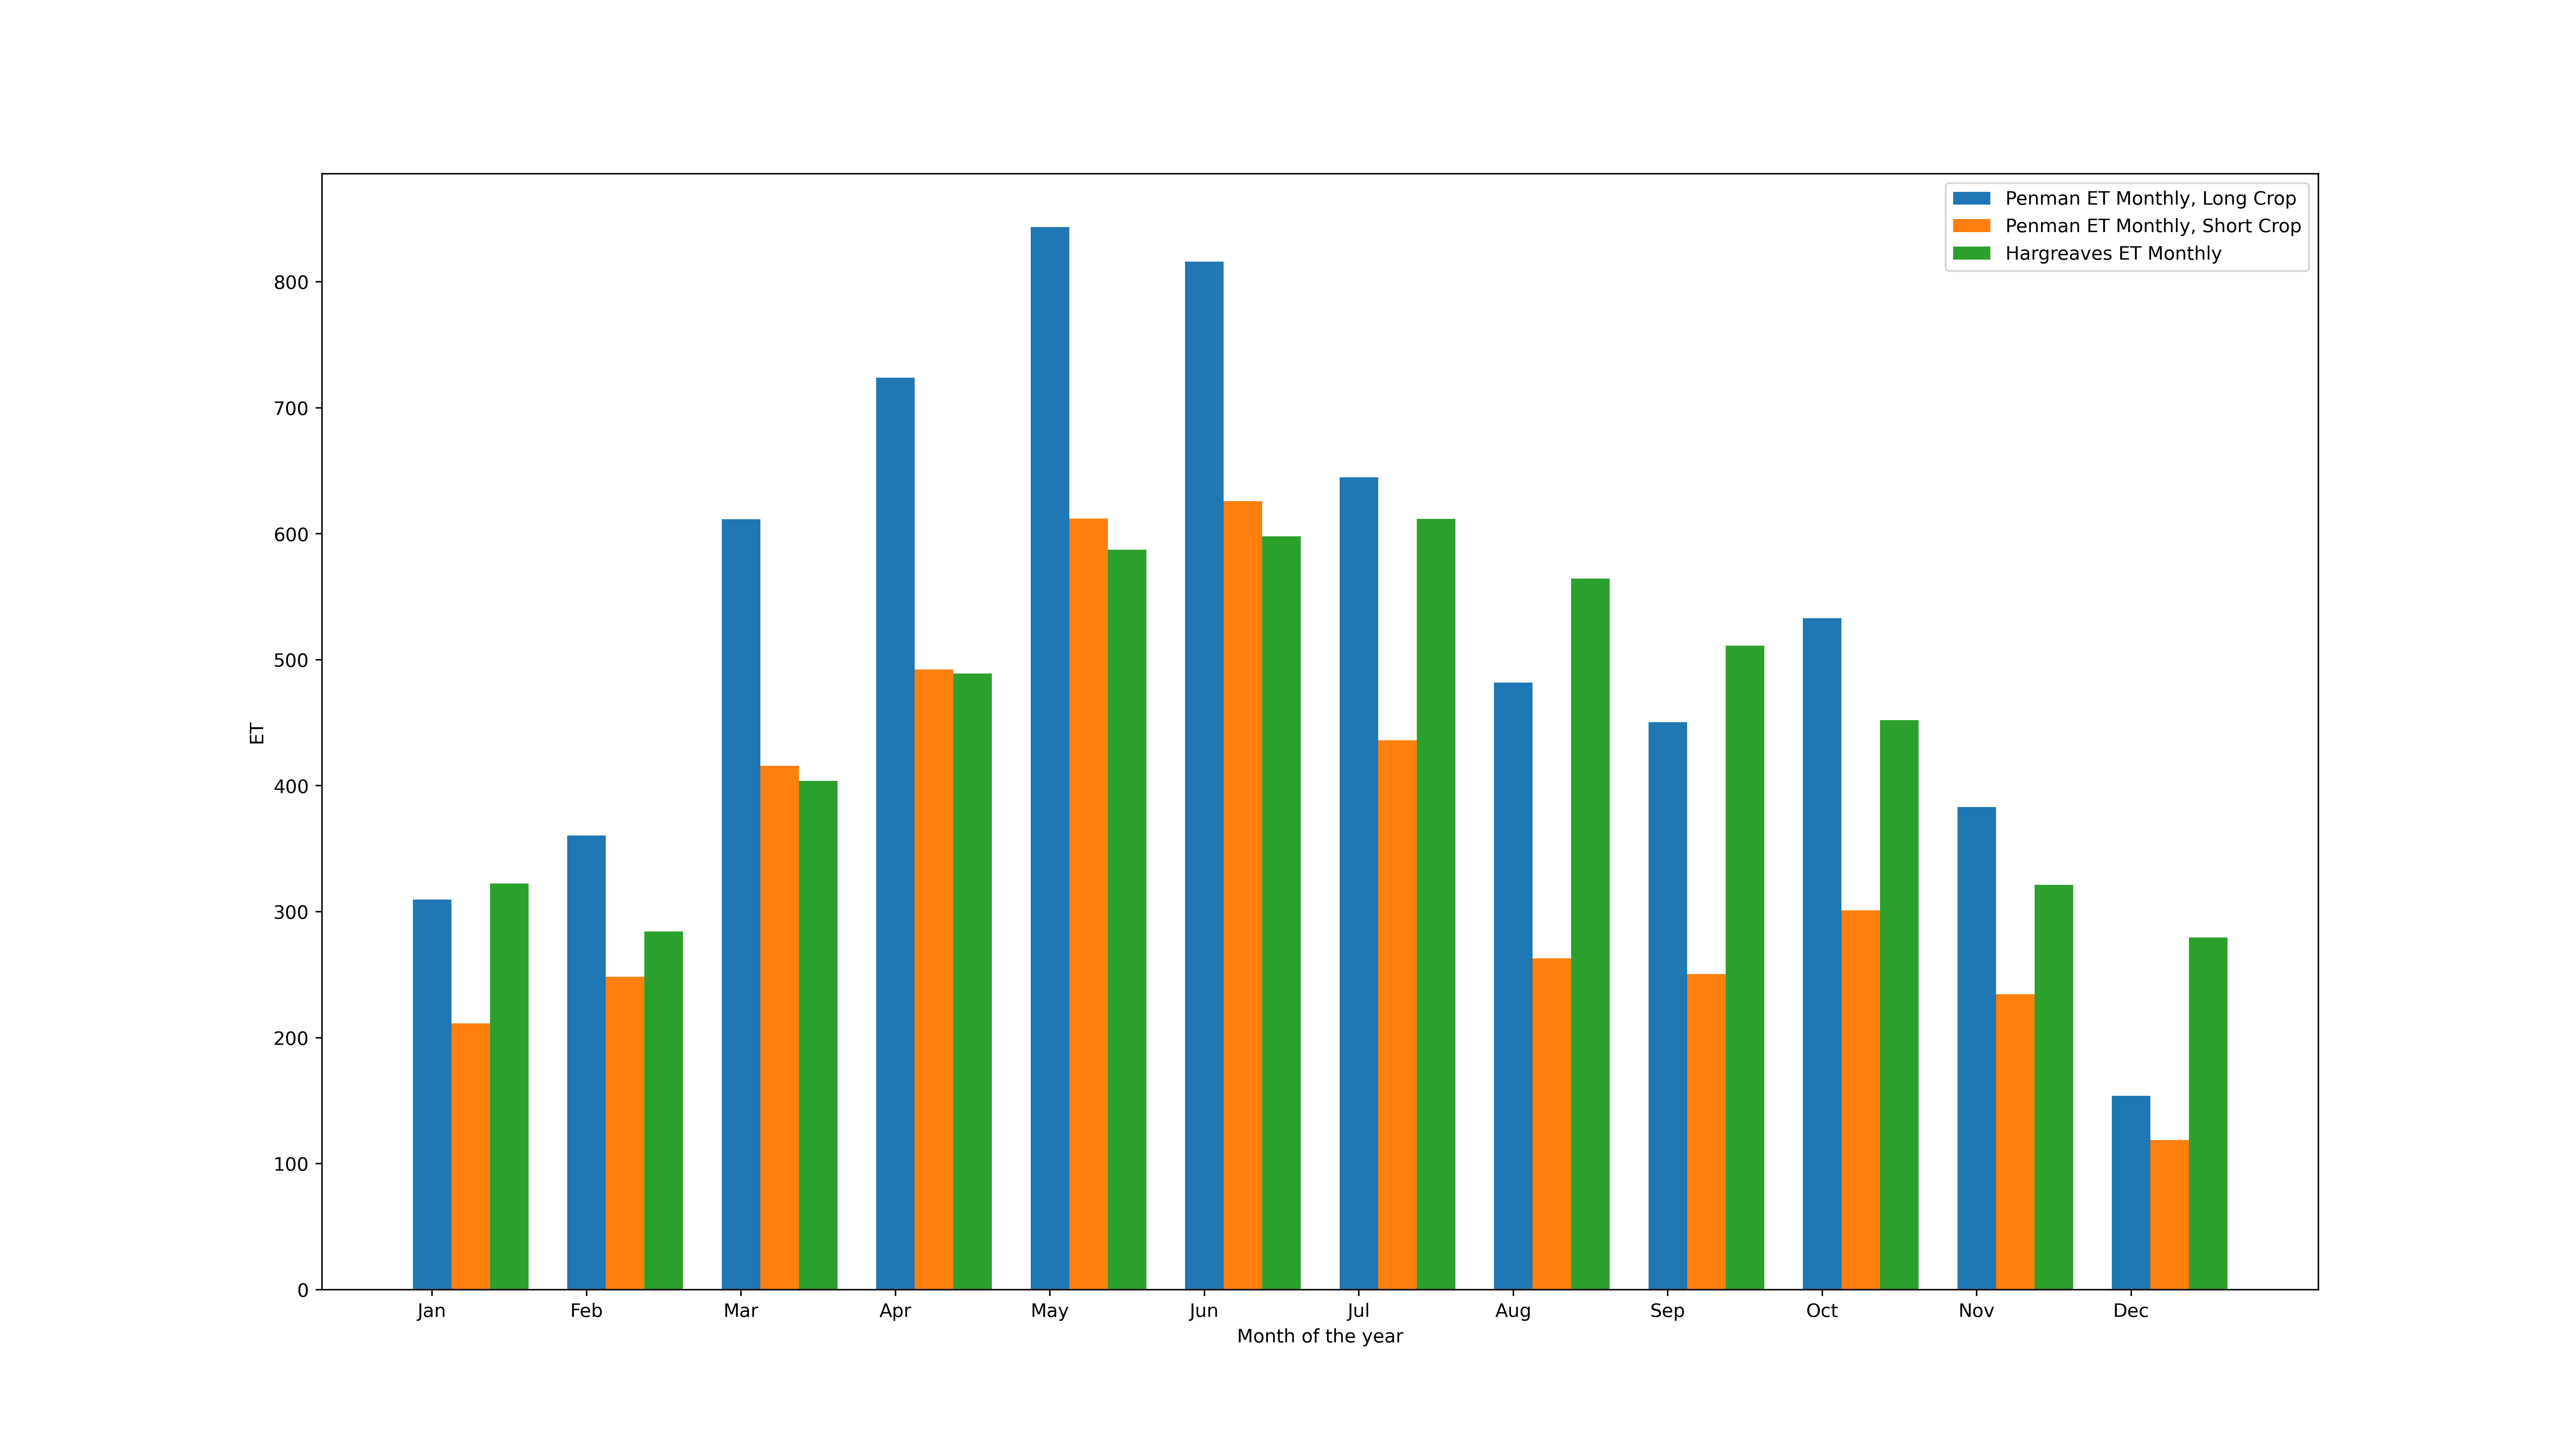 Penman ET Monthly, Long Crop
Penman ET Monthly, Short Crop
Hargreaves ET Monthly
800
700
600
500
400
300
200
100
0
ET
Jan Feb Mar Apr May Jun Jul Aug Sep Oct Nov Dec
Month of the year